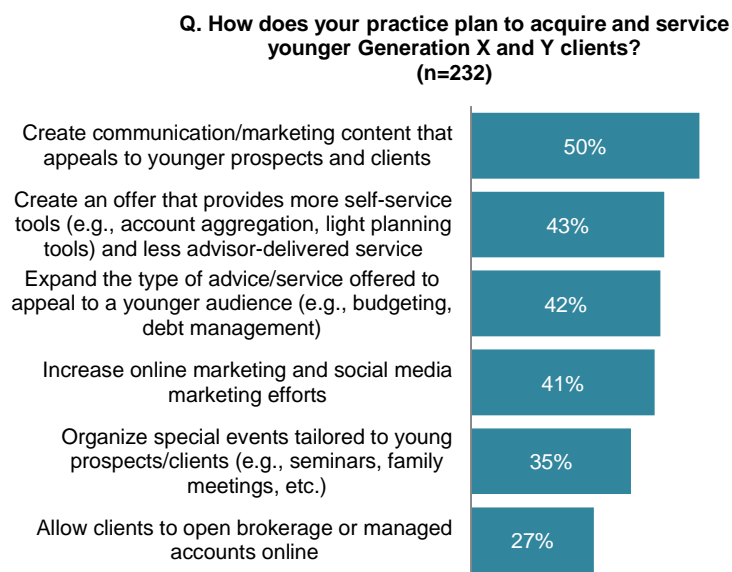 Q. How does your practice plan to acquire and service
younger Generation X and Y clients?
(n=232)
Create communication/marketing content that
appeals to younger prospects and clients
50%
Create an offer that provides more self-service
tools (e.g., account aggregation, light planning
tools) and less advisor-delivered service
43%
Expand the type of advice/service offered to
appeal to a younger audience (e.g., budgeting,
debt management)
42%
Increase online marketing and social media
marketing efforts
41%
Organize special events tailored to young
prospects/clients (e.g., seminars, family
meetings, etc.)
35%
Allow clients to open brokerage or managed
accounts online
27%